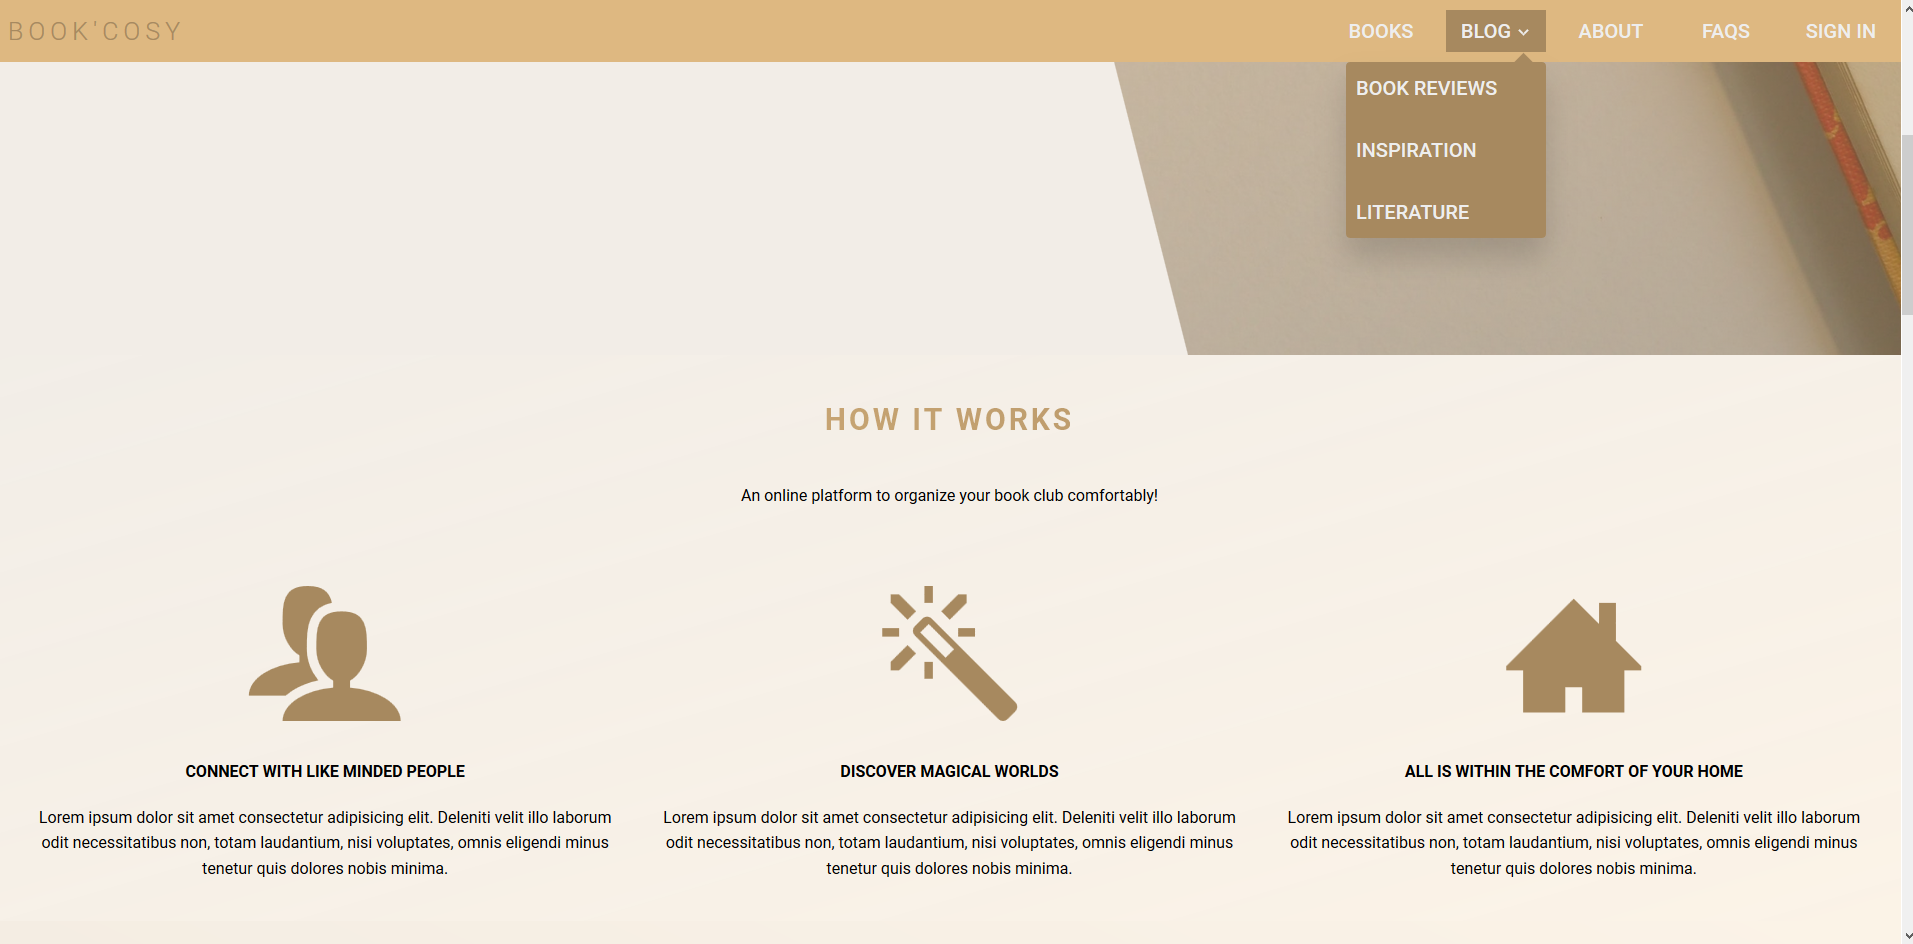 BOOK'COSY
BOOKS BLOG ABOUT FAQS SIGN IN
BOOK REVIEWS
INSPIRATION
LITERATURE
HOW IT WORKS
An online platform to organize your book club comfortably!
CONNECT WITH LIKE MINDED PEOPLE
Lorem ipsum dolor sit amet consectetur adipisicing elit. Deleniti velit illo laborum
odit necessitatibus non, totam laudantium, nisi voluptates, omnis eligendi minus
tenetur quis dolores nobis minima.
DISCOVER MAGICAL WORLDS
Lorem ipsum dolor sit amet consectetur adipisicing elit. Deleniti velit illo laborum
odit necessitatibus non, totam laudantium, nisi voluptates, omnis eligendi minus
tenetur quis dolores nobis minima.
ALL IS WITHIN THE COMFORT OF YOUR HOME
Lorem ipsum dolor sit amet consectetur adipisicing elit. Deleniti velit illo laborum
odit necessitatibus non, totam laudantium, nisi voluptates, omnis eligendi minus
tenetur quis dolores nobis minima.